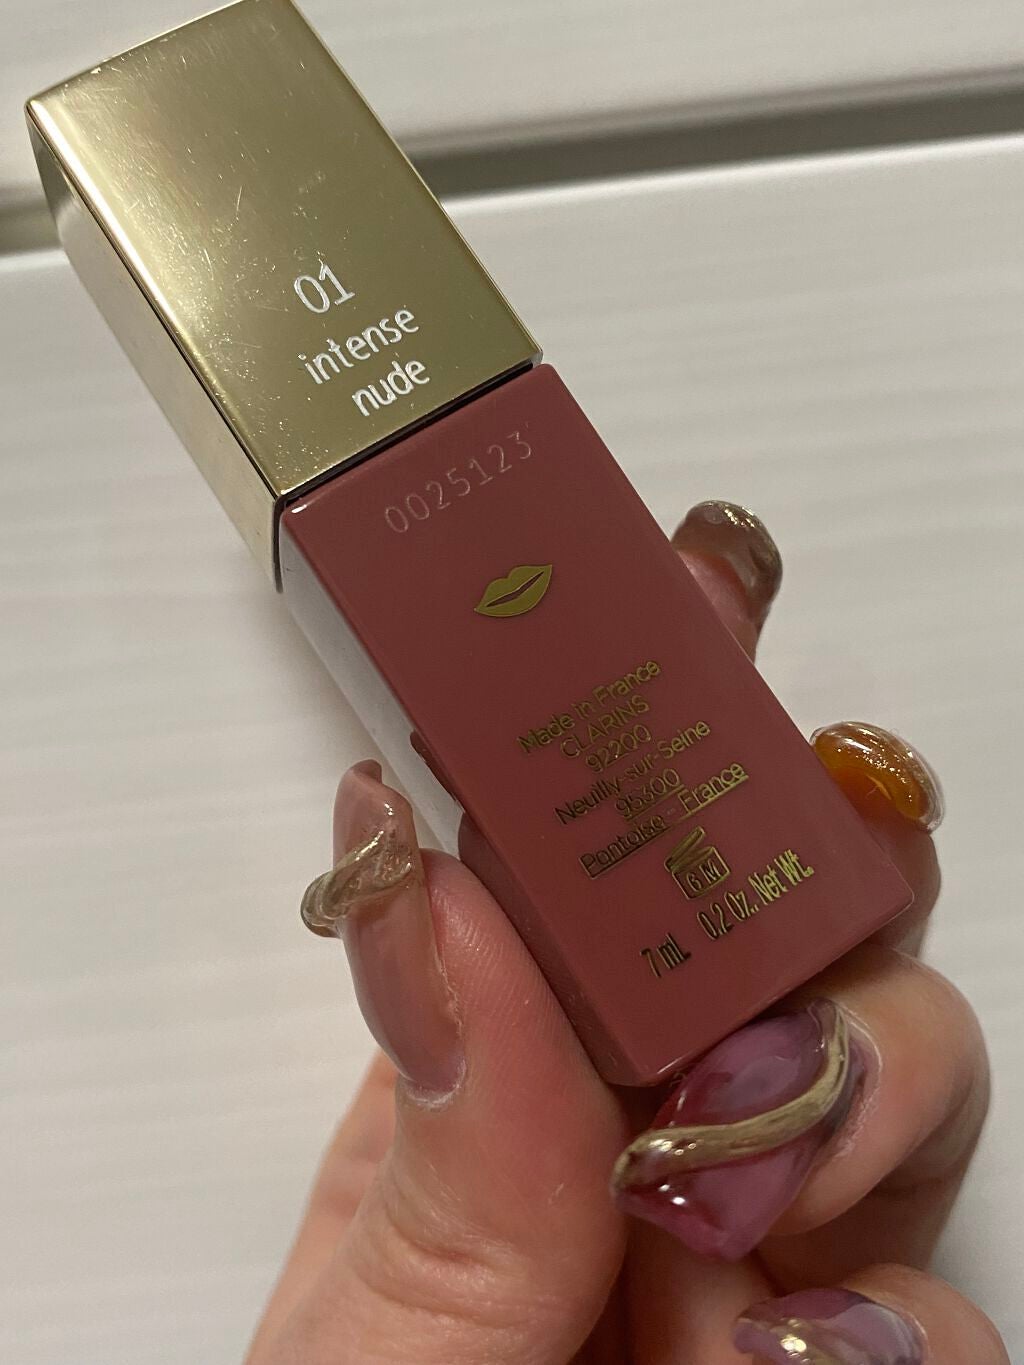 01
intense
nude
0025123
Made in France
CLARINS
92200
Neuilly-sur-Seine
95300
Pontoise - France
6 M
7 mL 0.2 Oz. Net Wt.